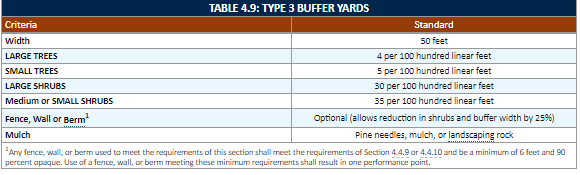 TABLE 4.9: TYPE 3 BUFFER YARDS
Criteria Standard
Width 50 feet
LARGE TREES 4 per 100 hundred linear feet
SMALL TREES 5 per 100 hundred linear feet
LARGE SHRUBS 30 per 100 hundred linear feet
Medium or SMALL SHRUBS 35 per 100 hundred linear feet
Fence, Wall or Berm¹ Optional (allows reduction in shrubs and buffer width by 25%)
Mulch Pine needles, mulch, or landscaping rock
¹ Any fence, wall, or berm used to meet the requirements of this section shall meet the requirements of Section 4.4.9 or 4.4.10 and be a minimum of 6 feet and 90
percent opaque. Use of a fence, wall, or berm meeting these minimum requirements shall result in one performance point.